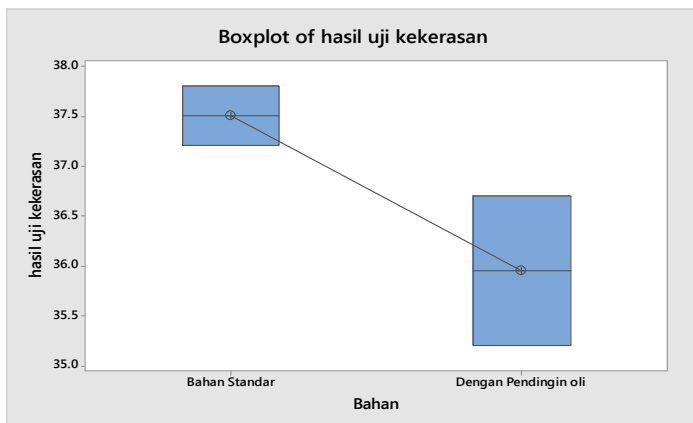 Boxplot of hasil uji kekerasan
38.0
37.5
37.0
36.5
36.0
35.5
35.0
hasil uji kekerasan
Bahan Standar
Dengan Pendingin oli
Bahan